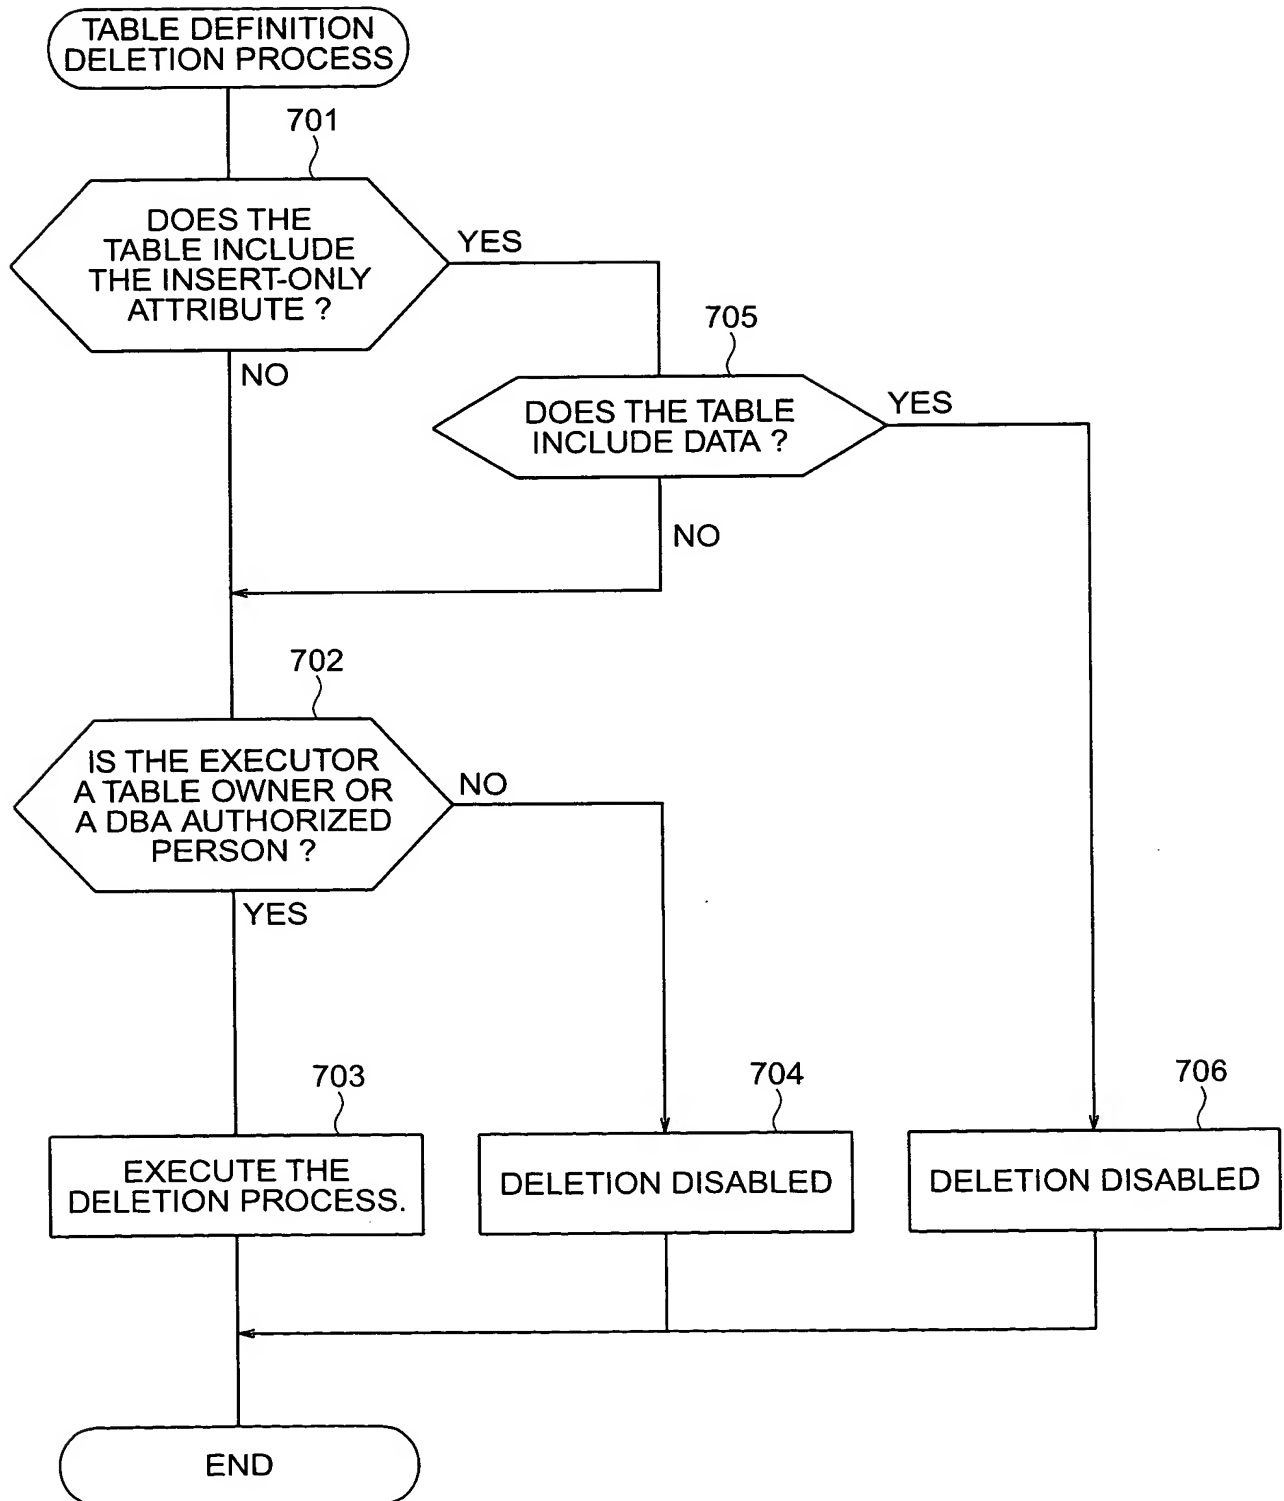 TABLE DEFINITION
DELETION PROCESS
701
DOES THE
TABLE INCLUDE
THE INSERT-ONLY
ATTRIBUTE ?
YES
NO
705
DOES THE TABLE
INCLUDE DATA ?
YES
NO
702
IS THE EXECUTOR
A TABLE OWNER OR
A DBA AUTHORIZED
PERSON ?
NO
YES
703
EXECUTE THE
DELETION PROCESS.
704
DELETION DISABLED
706
DELETION DISABLED
END